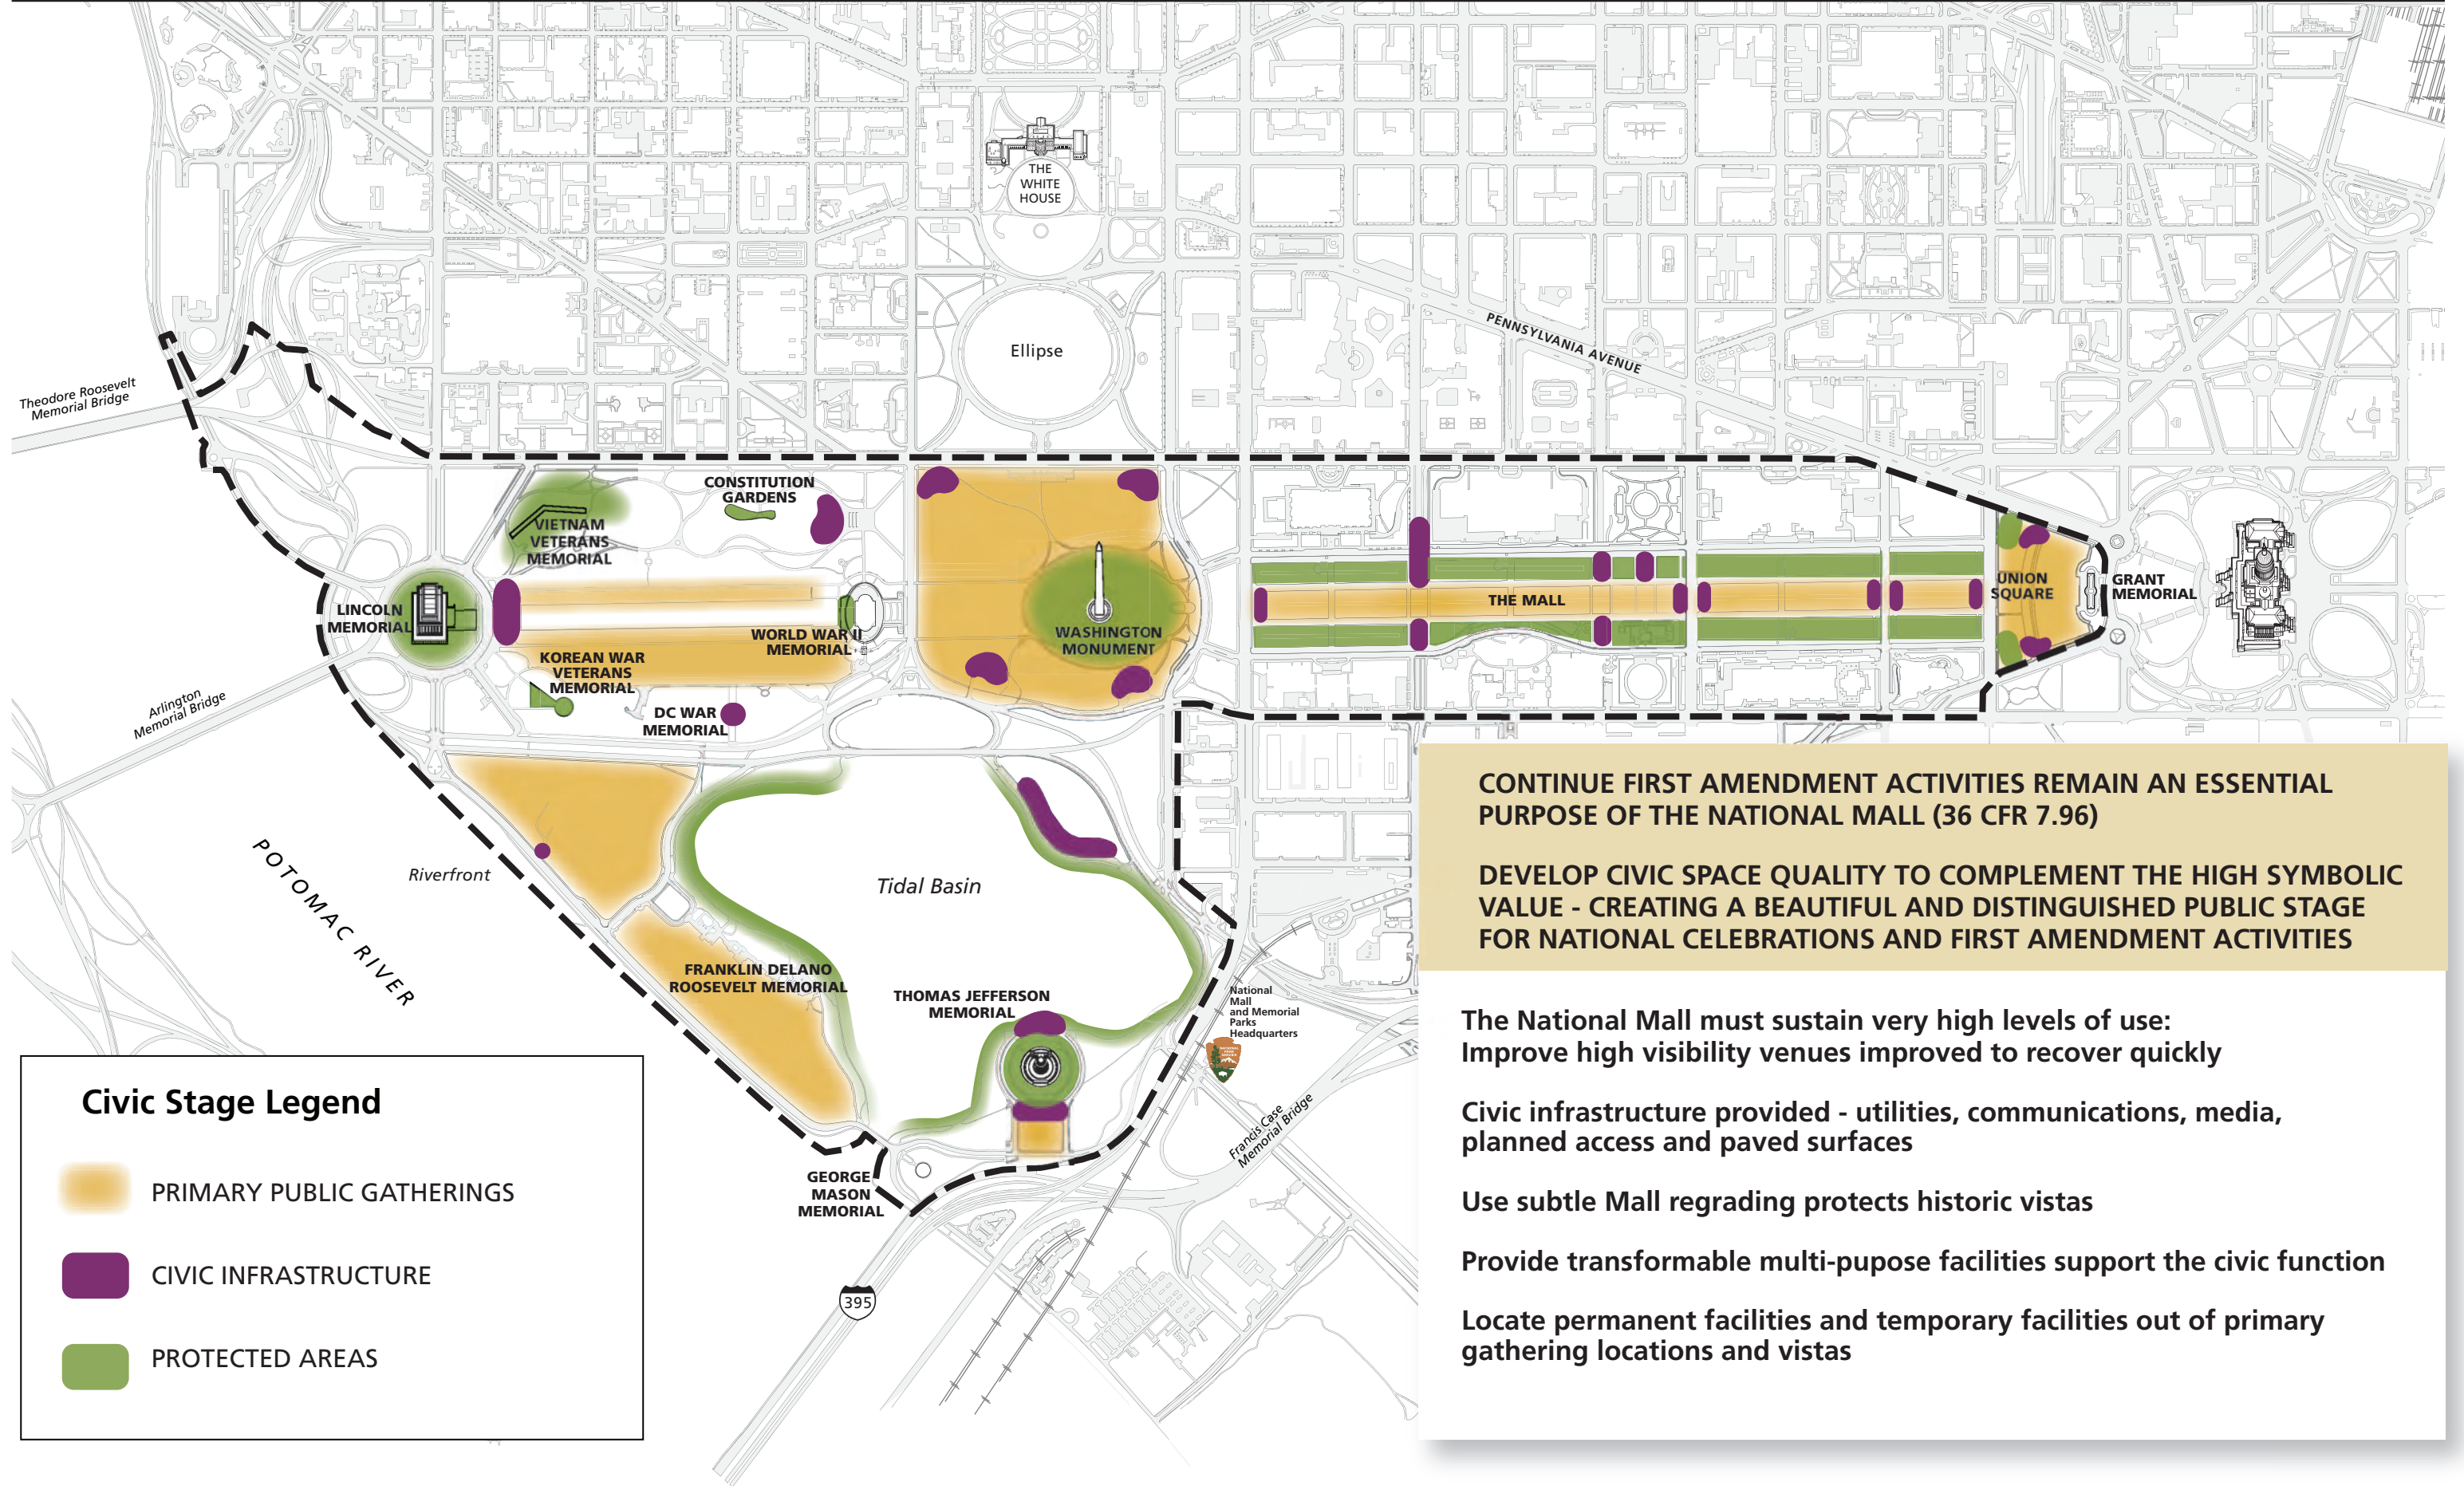 THE
WHITE
HOUSE
Ellipse
PENNSYLVANIA AVENUE
Theodore Roosevelt
Memorial Bridge
CONSTITUTION
GARDENS
VIETNAM
VETERANS
MEMORIAL
LINCOLN
MEMORIAL
WORLD WAR II
MEMORIAL
KOREAN WAR
VETERANS
MEMORIAL
DC WAR
MEMORIAL
WASHINGTON
MONUMENT
THE MALL
UNION
SQUARE
GRANT
MEMORIAL
Arlington
Memorial Bridge
POTOMAC RIVER
Riverfront
Tidal Basin
FRANKLIN DELANO
ROOSEVELT MEMORIAL
THOMAS JEFFERSON
MEMORIAL
National
Mall
and Memorial
Parks
Headquarters
Francis Case
Memorial Bridge
GEORGE
MASON
MEMORIAL
395
Civic Stage Legend
PRIMARY PUBLIC GATHERINGS
CIVIC INFRASTRUCTURE
PROTECTED AREAS
CONTINUE FIRST AMENDMENT ACTIVITIES REMAIN AN ESSENTIAL
PURPOSE OF THE NATIONAL MALL (36 CFR 7.96)
DEVELOP CIVIC SPACE QUALITY TO COMPLEMENT THE HIGH SYMBOLIC
VALUE - CREATING A BEAUTIFUL AND DISTINGUISHED PUBLIC STAGE
FOR NATIONAL CELEBRATIONS AND FIRST AMENDMENT ACTIVITIES
The National Mall must sustain very high levels of use:
Improve high visibility venues improved to recover quickly
Civic infrastructure provided - utilities, communications, media,
planned access and paved surfaces
Use subtle Mall regrading protects historic vistas
Provide transformable multi-pupose facilities support the civic function
Locate permanent facilities and temporary facilities out of primary
gathering locations and vistas